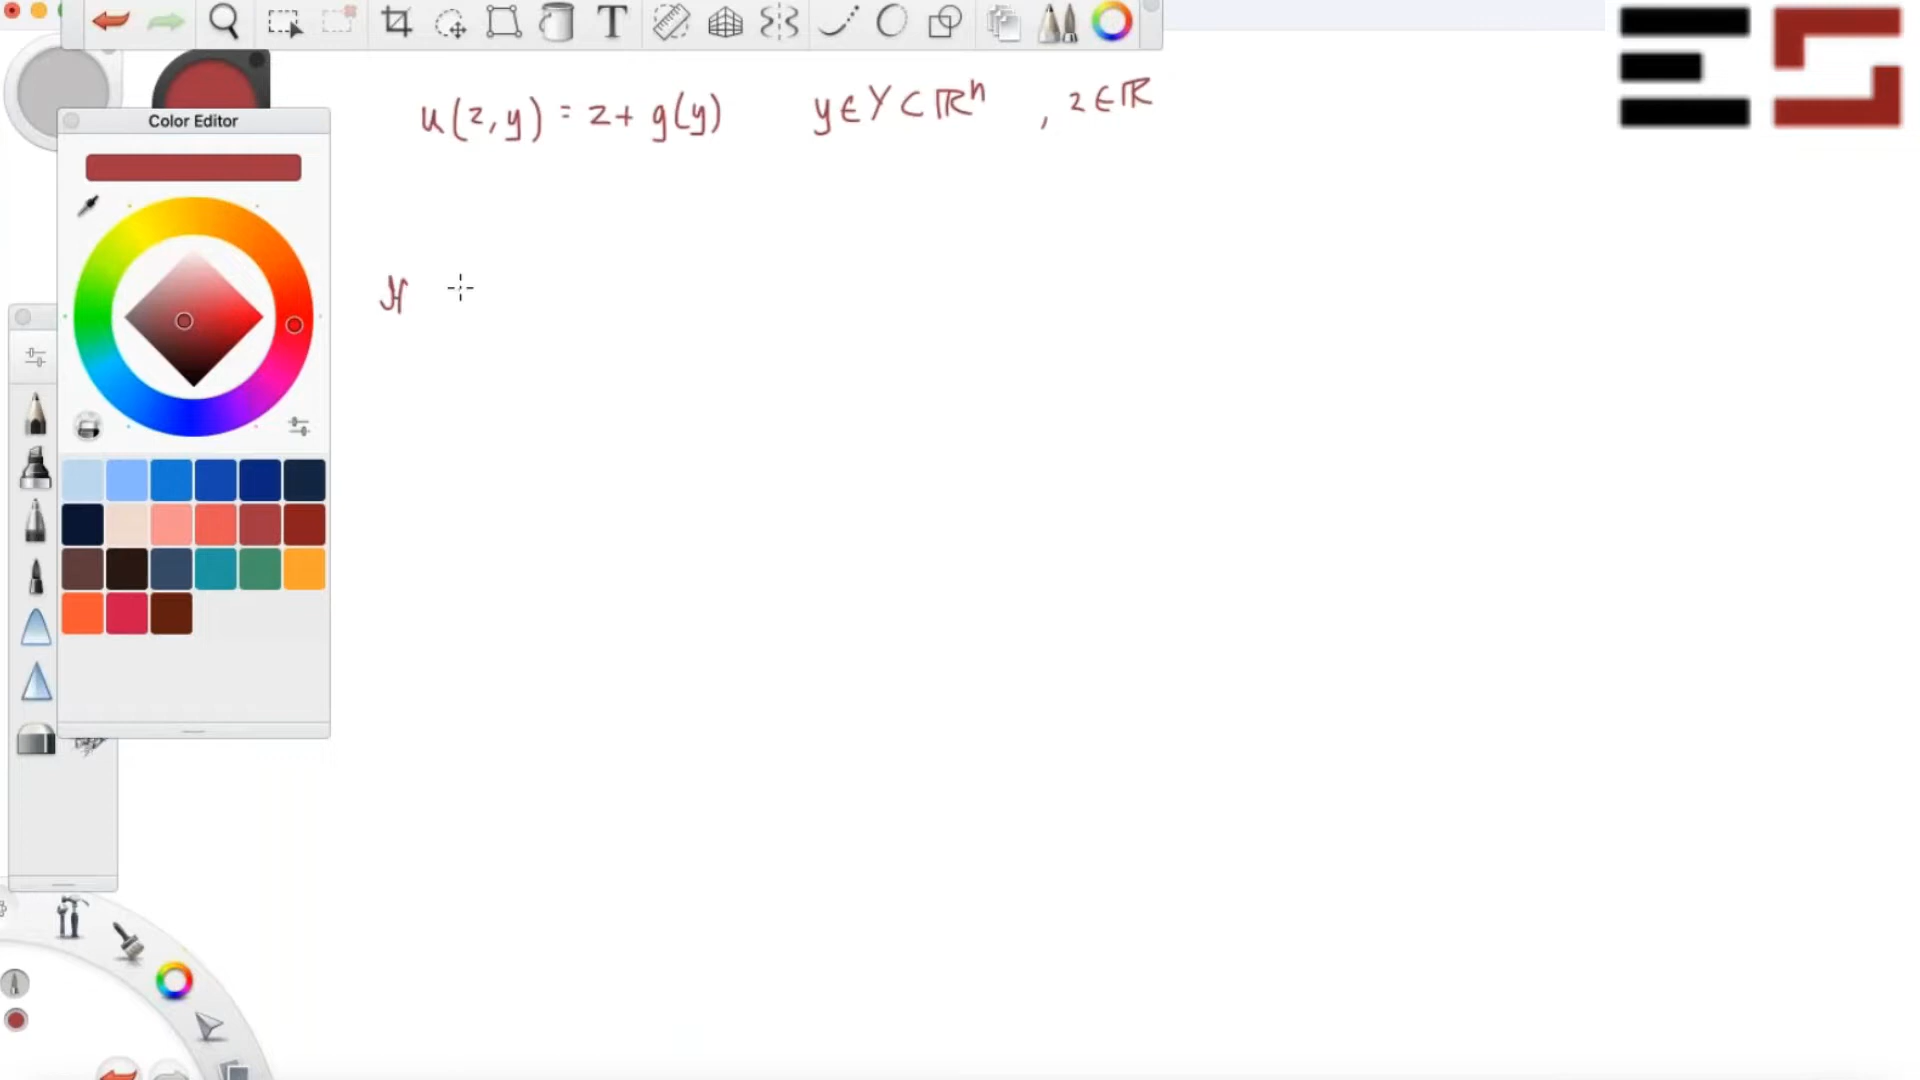 Color Editor
u(z,y) = z + g(y) y ∈ Y ⊂ ℝⁿ , z ∈ ℝ